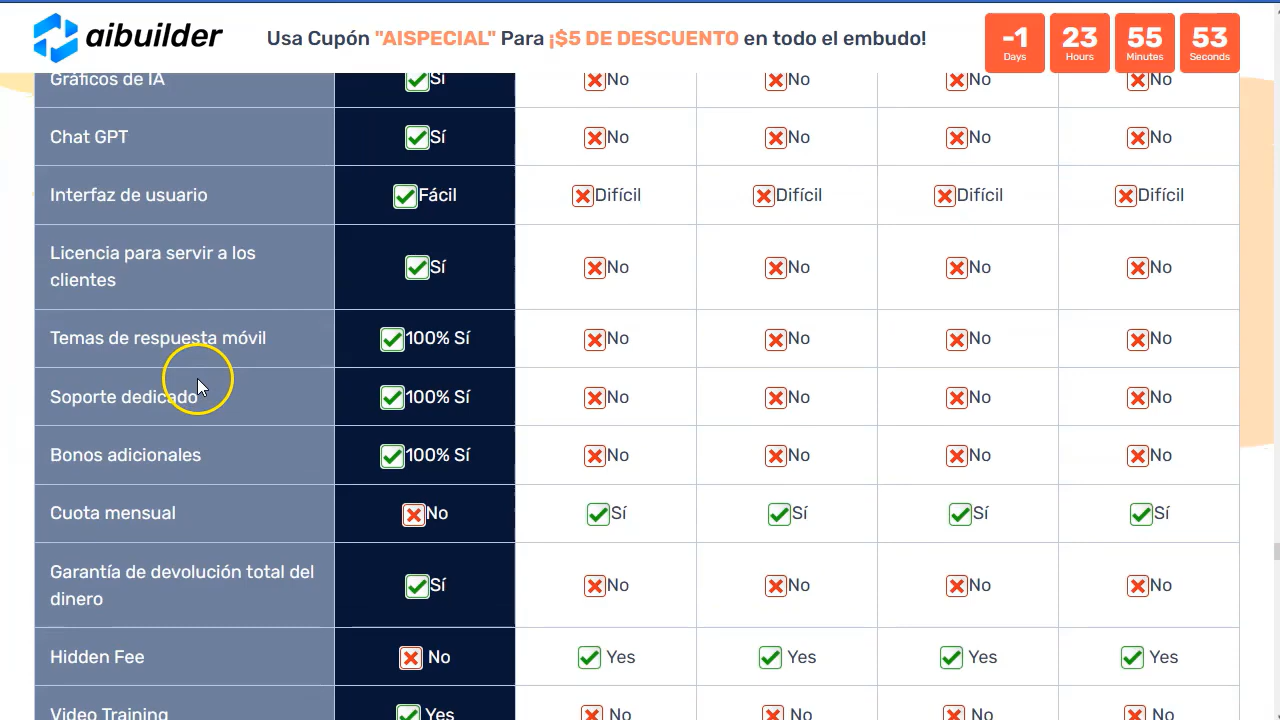 aibuilder
Usa Cupón "AISPECIAL" Para ¡$5 DE DESCUENTO en todo el embudo!
-1 23 55 53
Days Hours Minutes Seconds
Gráficos de IA Sí No No No No
Chat GPT Sí No No No No
Interfaz de usuario Fácil Difícil Difícil Difícil Difícil
Licencia para servir a los
clientes Sí No No No No
Temas de respuesta móvil 100% Sí No No No No
Soporte dedicado 100% Sí No No No No
Bonos adicionales 100% Sí No No No No
Cuota mensual No Sí Sí Sí Sí
Garantía de devolución total del
dinero Sí No No No No
Hidden Fee No Yes Yes Yes Yes
Video Training Yes No No No No